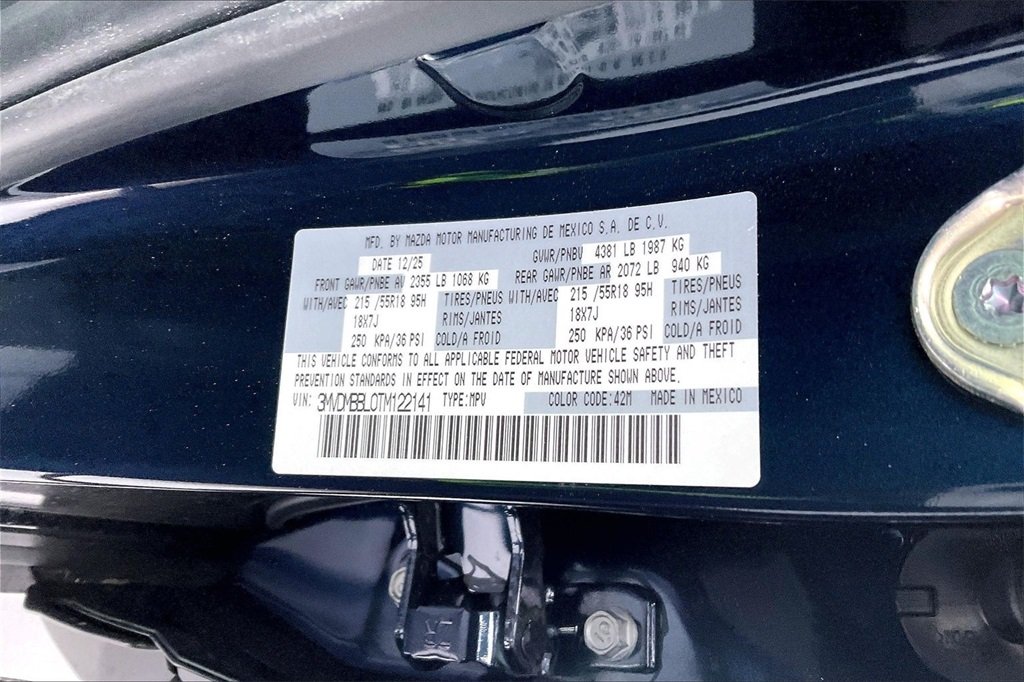 MFD. BY MAZDA MOTOR MANUFACTURING DE MEXICO S.A. DE C.V.
DATE 12/25 GVWR/PNBV 4381 LB 1987 KG
FRONT GAWR/PNBE AV 2355 LB 1068 KG REAR GAWR/PNBE AR 2072 LB 940 KG
WITH/AVEC 215 /55R18 95H TIRES/PNEUS WITH/AVEC 215 /55R18 95H TIRES/PNEUS
18X7J RIMS/JANTES 18X7J RIMS/JANTES
250 KPA/36 PSI COLD/A FROID 250 KPA/36 PSI COLD/A FROID
THIS VEHICLE CONFORMS TO ALL APPLICABLE FEDERAL MOTOR VEHICLE SAFETY AND THEFT
PREVENTION STANDARDS IN EFFECT ON THE DATE OF MANUFACTURE SHOWN ABOVE.
VIN: 3MVDMBBL0TM122141 TYPE:MPV COLOR CODE:42M MADE IN MEXICO